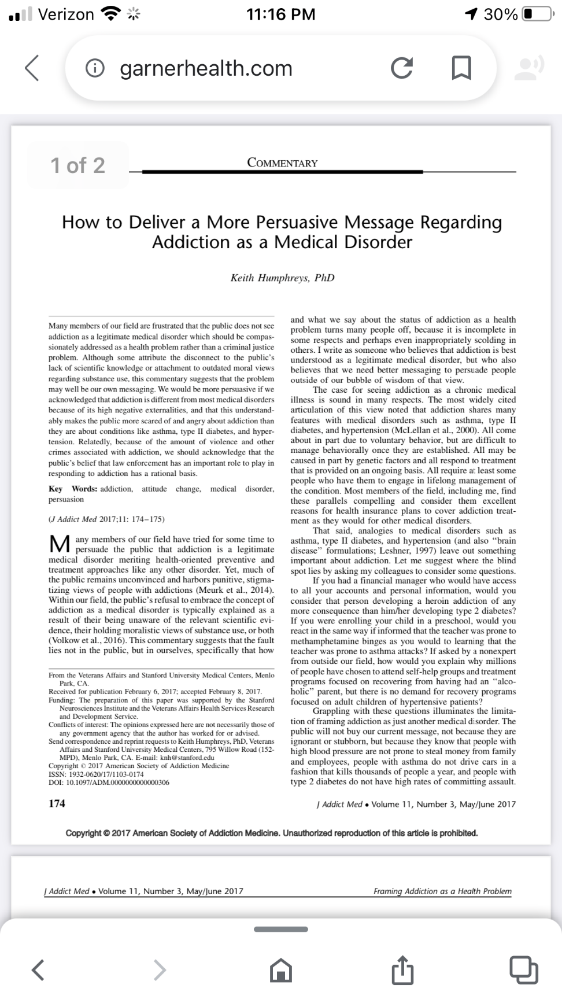 Verizon
11:16 PM
30%
garnerhealth.com
1 of 2
COMMENTARY
How to Deliver a More Persuasive Message Regarding
Addiction as a Medical Disorder
Keith Humphreys, PhD
Many members of our field are frustrated that the public does not see
addiction as a legitimate medical disorder which should be compas-
sionately addressed as a health problem rather than a criminal justice
problem. Although some attribute the disconnect to the public's
lack of scientific knowledge or attachment to outdated moral views
regarding substance use, this commentary suggests that the problem
may well be our own messaging. We would be more persuasive if we
acknowledged that addiction is different from most medical disorders
because of its high negative externalities, and that this understand-
ably makes the public more scared of and angry about addiction than
they are about conditions like asthma, type II diabetes, and hyper-
tension. Relatedly, because of the amount of violence and other
crimes associated with addiction, we should acknowledge that the
public's belief that law enforcement has an important role to play in
responding to addiction has a rational basis.
Key Words: addiction, attitude change, medical disorder,
persuasion
(J Addict Med 2017;11: 174–175)
Many members of our field have tried for some time to
persuade the public that addiction is a legitimate
medical disorder meriting health-oriented preventive and
treatment approaches like any other disorder. Yet, much of
the public remains unconvinced and harbors punitive, stigma-
tizing views of people with addictions (Meurk et al., 2014).
Within our field, the public's refusal to embrace the concept of
addiction as a medical disorder is typically explained as a
result of their being unaware of the relevant scientific evi-
dence, their holding moralistic views of substance use, or both
(Volkow et al., 2016). This commentary suggests that the fault
lies not in the public, but in ourselves, specifically that how
From the Veterans Affairs and Stanford University Medical Centers, Menlo
Park, CA.
Received for publication February 6, 2017; accepted February 8, 2017.
Funding: The preparation of this paper was supported by the Stanford
Neurosciences Institute and the Veterans Affairs Health Services Research
and Development Service.
Conflicts of interest: The opinions expressed here are not necessarily those of
any government agency that the author has worked for or advised.
Send correspondence and reprint requests to Keith Humphreys, PhD, Veterans
Affairs and Stanford University Medical Centers, 795 Willow Road (152-
MPD), Menlo Park, CA. E-mail: knh@stanford.edu
Copyright © 2017 American Society of Addiction Medicine
ISSN: 1932-0620/17/1103-0174
DOI: 10.1097/ADM.0000000000000306
and what we say about the status of addiction as a health
problem turns many people off, because it is incomplete in
some respects and perhaps even inappropriately scolding in
others. I write as someone who believes that addiction is best
understood as a legitimate medical disorder, but who also
believes that we need better messaging to persuade people
outside of our bubble of wisdom of that view.
The case for seeing addiction as a chronic medical
illness is sound in many respects. The most widely cited
articulation of this view noted that addiction shares many
features with medical disorders such as asthma, type II
diabetes, and hypertension (McLellan et al., 2000). All come
about in part due to voluntary behavior, but are difficult to
manage behaviorally once they are established. All may be
caused in part by genetic factors and all respond to treatment
that is provided on an ongoing basis. All require at least some
people who have them to engage in lifelong management of
the condition. Most members of the field, including me, find
these parallels compelling and consider them excellent
reasons for health insurance plans to cover addiction treat-
ment as they would for other medical disorders.
That said, analogies to medical disorders such as
asthma, type II diabetes, and hypertension (and also "brain
disease" formulations; Leshner, 1997) leave out something
important about addiction. Let me suggest where the blind
spot lies by asking my colleagues to consider some questions.
If you had a financial manager who would have access
to all your accounts and personal information, would you
consider that person developing a heroin addiction of any
more consequence than him/her developing type 2 diabetes?
If you were enrolling your child in a preschool, would you
react in the same way if informed that the teacher was prone to
methamphetamine binges as you would to learning that the
teacher was prone to asthma attacks? If asked by a nonexpert
from outside our field, how would you explain why millions
of people have chosen to attend self-help groups and treatment
programs focused on recovering from having had an "alco-
holic" parent, but there is no demand for recovery programs
focused on adult children of hypertensive patients?
Grappling with these questions illuminates the limita-
tion of framing addiction as just another medical disorder. The
public will not buy our current message, not because they are
ignorant or stubborn, but because they know that people with
high blood pressure are not prone to steal money from family
and employees, people with asthma do not drive cars in a
fashion that kills thousands of people a year, and people with
type 2 diabetes do not have high rates of committing assault.
174
J Addict Med • Volume 11, Number 3, May/June 2017
Copyright © 2017 American Society of Addiction Medicine. Unauthorized reproduction of this article is prohibited.
J Addict Med • Volume 11, Number 3, May/June 2017
Framing Addiction as a Health Problem